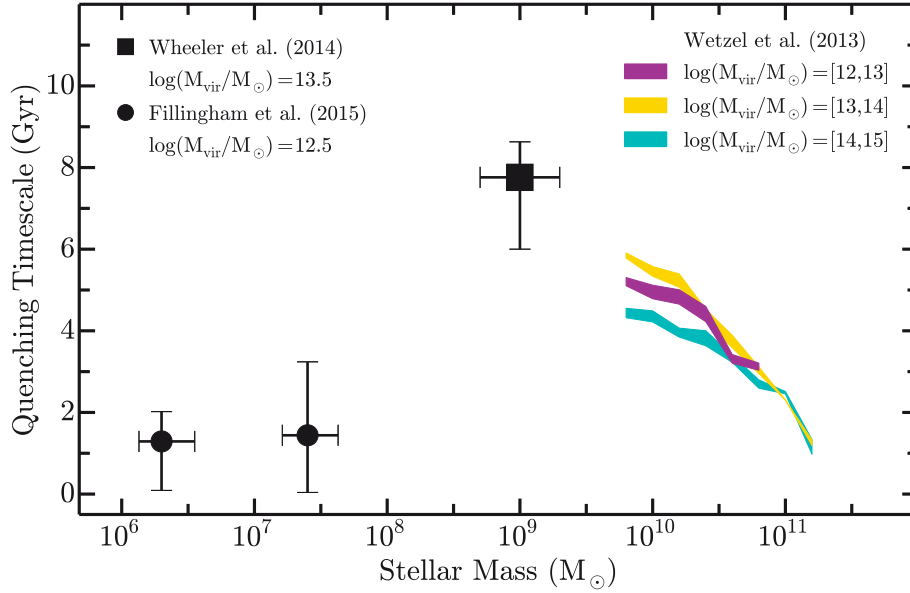 Wheeler et al. (2014)
log(M_vir/M_⊙)=13.5
Fillingham et al. (2015)
log(M_vir/M_⊙)=12.5
Wetzel et al. (2013)
log(M_vir/M_⊙)=[12,13]
log(M_vir/M_⊙)=[13,14]
log(M_vir/M_⊙)=[14,15]
Quenching Timescale (Gyr)
10
8
6
4
2
0
10^6 10^7 10^8 10^9 10^10 10^11
Stellar Mass (M_⊙)